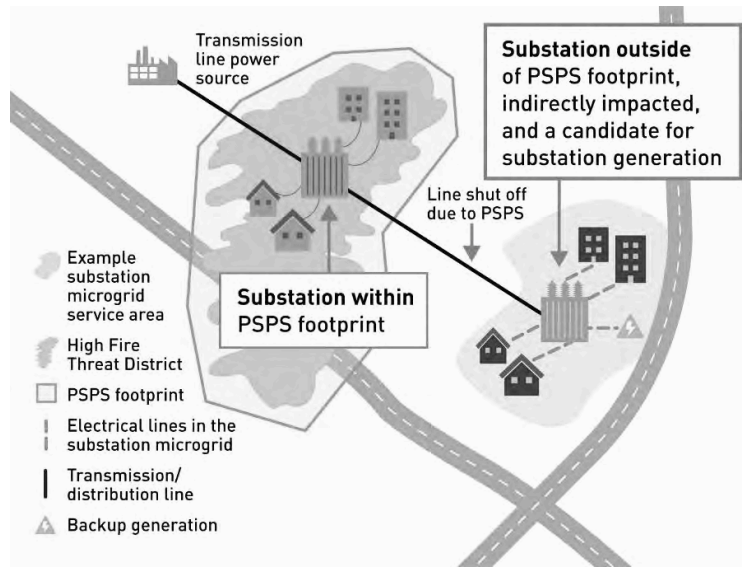 Transmission
line power
source
Substation outside
of PSPS footprint,
indirectly impacted,
and a candidate for
substation generation
Line shut off
due to PSPS
Substation within
PSPS footprint
Example
substation
microgrid
service area
High Fire
Threat District
PSPS footprint
Electrical lines in the
substation microgrid
Transmission/
distribution line
Backup generation